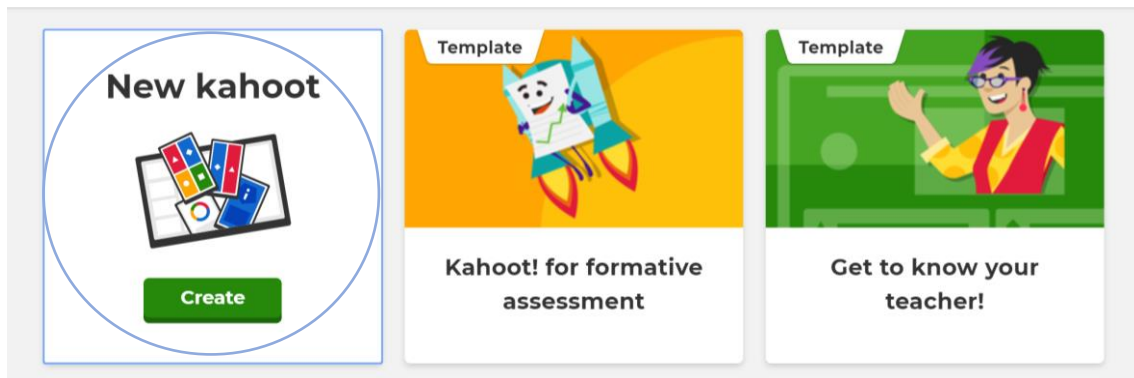 New kahoot
Create
Template
Kahoot! for formative
assessment
Template
Get to know your
teacher!